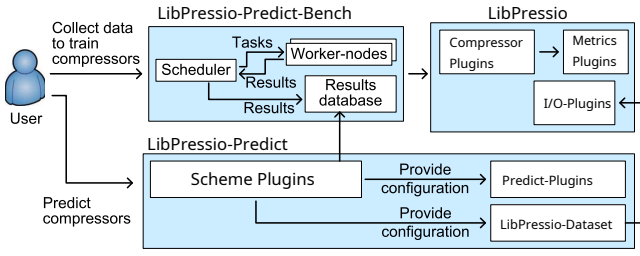 LibPressio-Predict-Bench
LibPressio
Collect data
to train
compressors
Tasks
Worker-nodes
Scheduler
Results
Results
Results
database
Compressor
Plugins
Metrics
Plugins
I/O-Plugins
User
LibPressio-Predict
Scheme Plugins
Provide
configuration
Predict-Plugins
Predict
compressors
Provide
configuration
LibPressio-Dataset